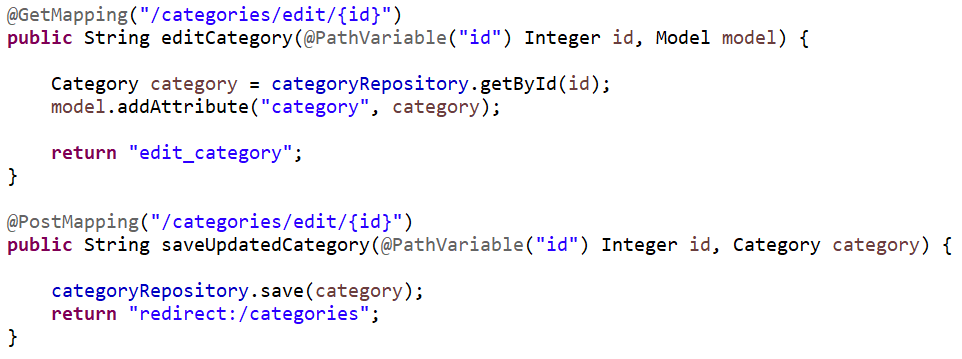 @GetMapping("/categories/edit/{id}")
public String editCategory(@PathVariable("id") Integer id, Model model) {
Category category = categoryRepository.getById(id);
model.addAttribute("category", category);
return "edit_category";
}
@PostMapping("/categories/edit/{id}")
public String saveUpdatedCategory(@PathVariable("id") Integer id, Category category) {
categoryRepository.save(category);
return "redirect:/categories";
}